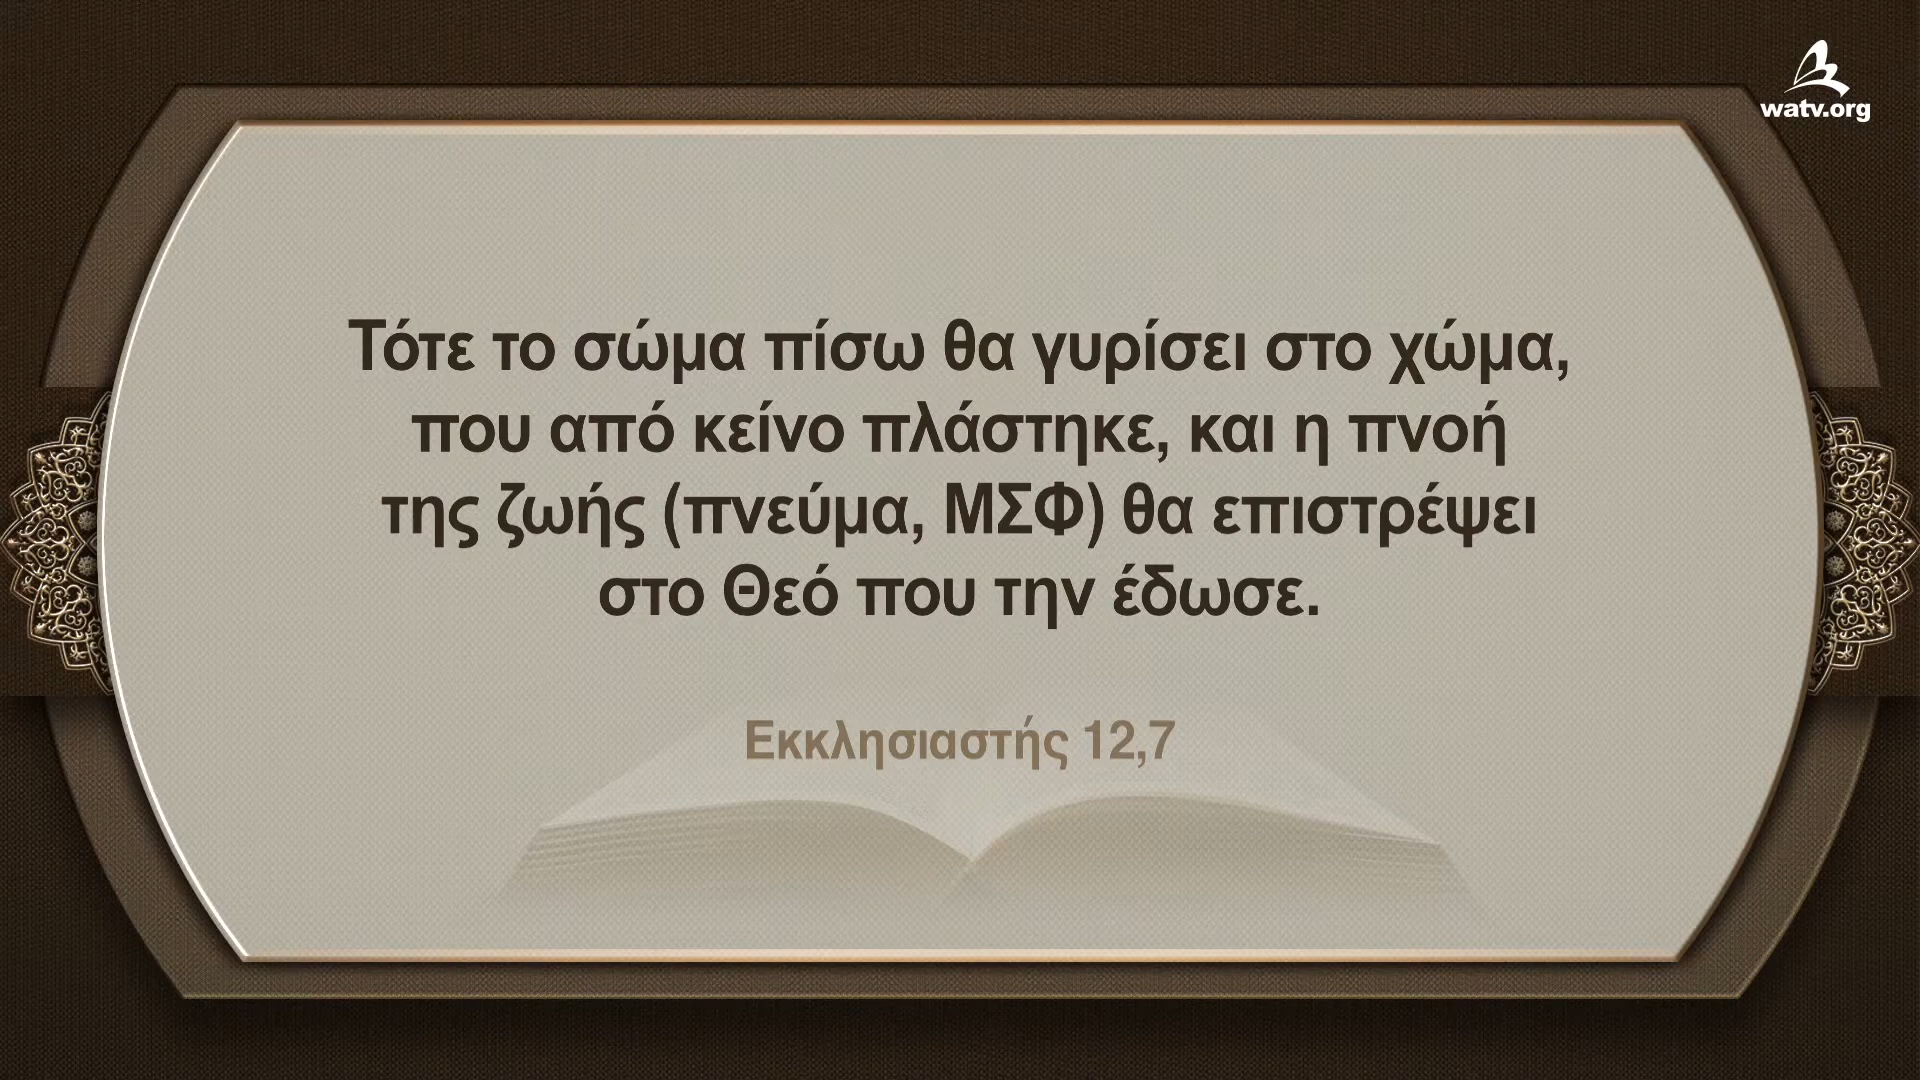 watv.org
Τότε το σώμα πίσω θα γυρίσει στο χώμα,
που από κείνο πλάστηκε, και η πνοή
της ζωής (πνεύμα, ΜΣΦ) θα επιστρέψει
στο Θεό που την έδωσε.
Εκκλησιαστής 12,7